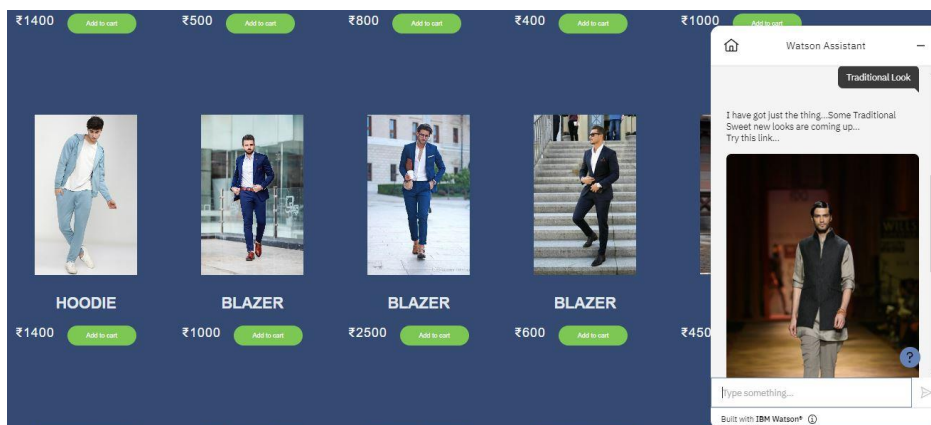 ₹1400 Add to cart ₹500 Add to cart ₹800 Add to cart ₹400 Add to cart ₹1000 Add to cart
Watson Assistant
Traditional Look
I have got just the thing...Some Traditional
Sweet new looks are coming up...
Try this link...
HOODIE BLAZER BLAZER BLAZER
₹1400 Add to cart ₹1000 Add to cart ₹2500 Add to cart ₹600 Add to cart ₹450
?
Type something...
Built with IBM Watson®